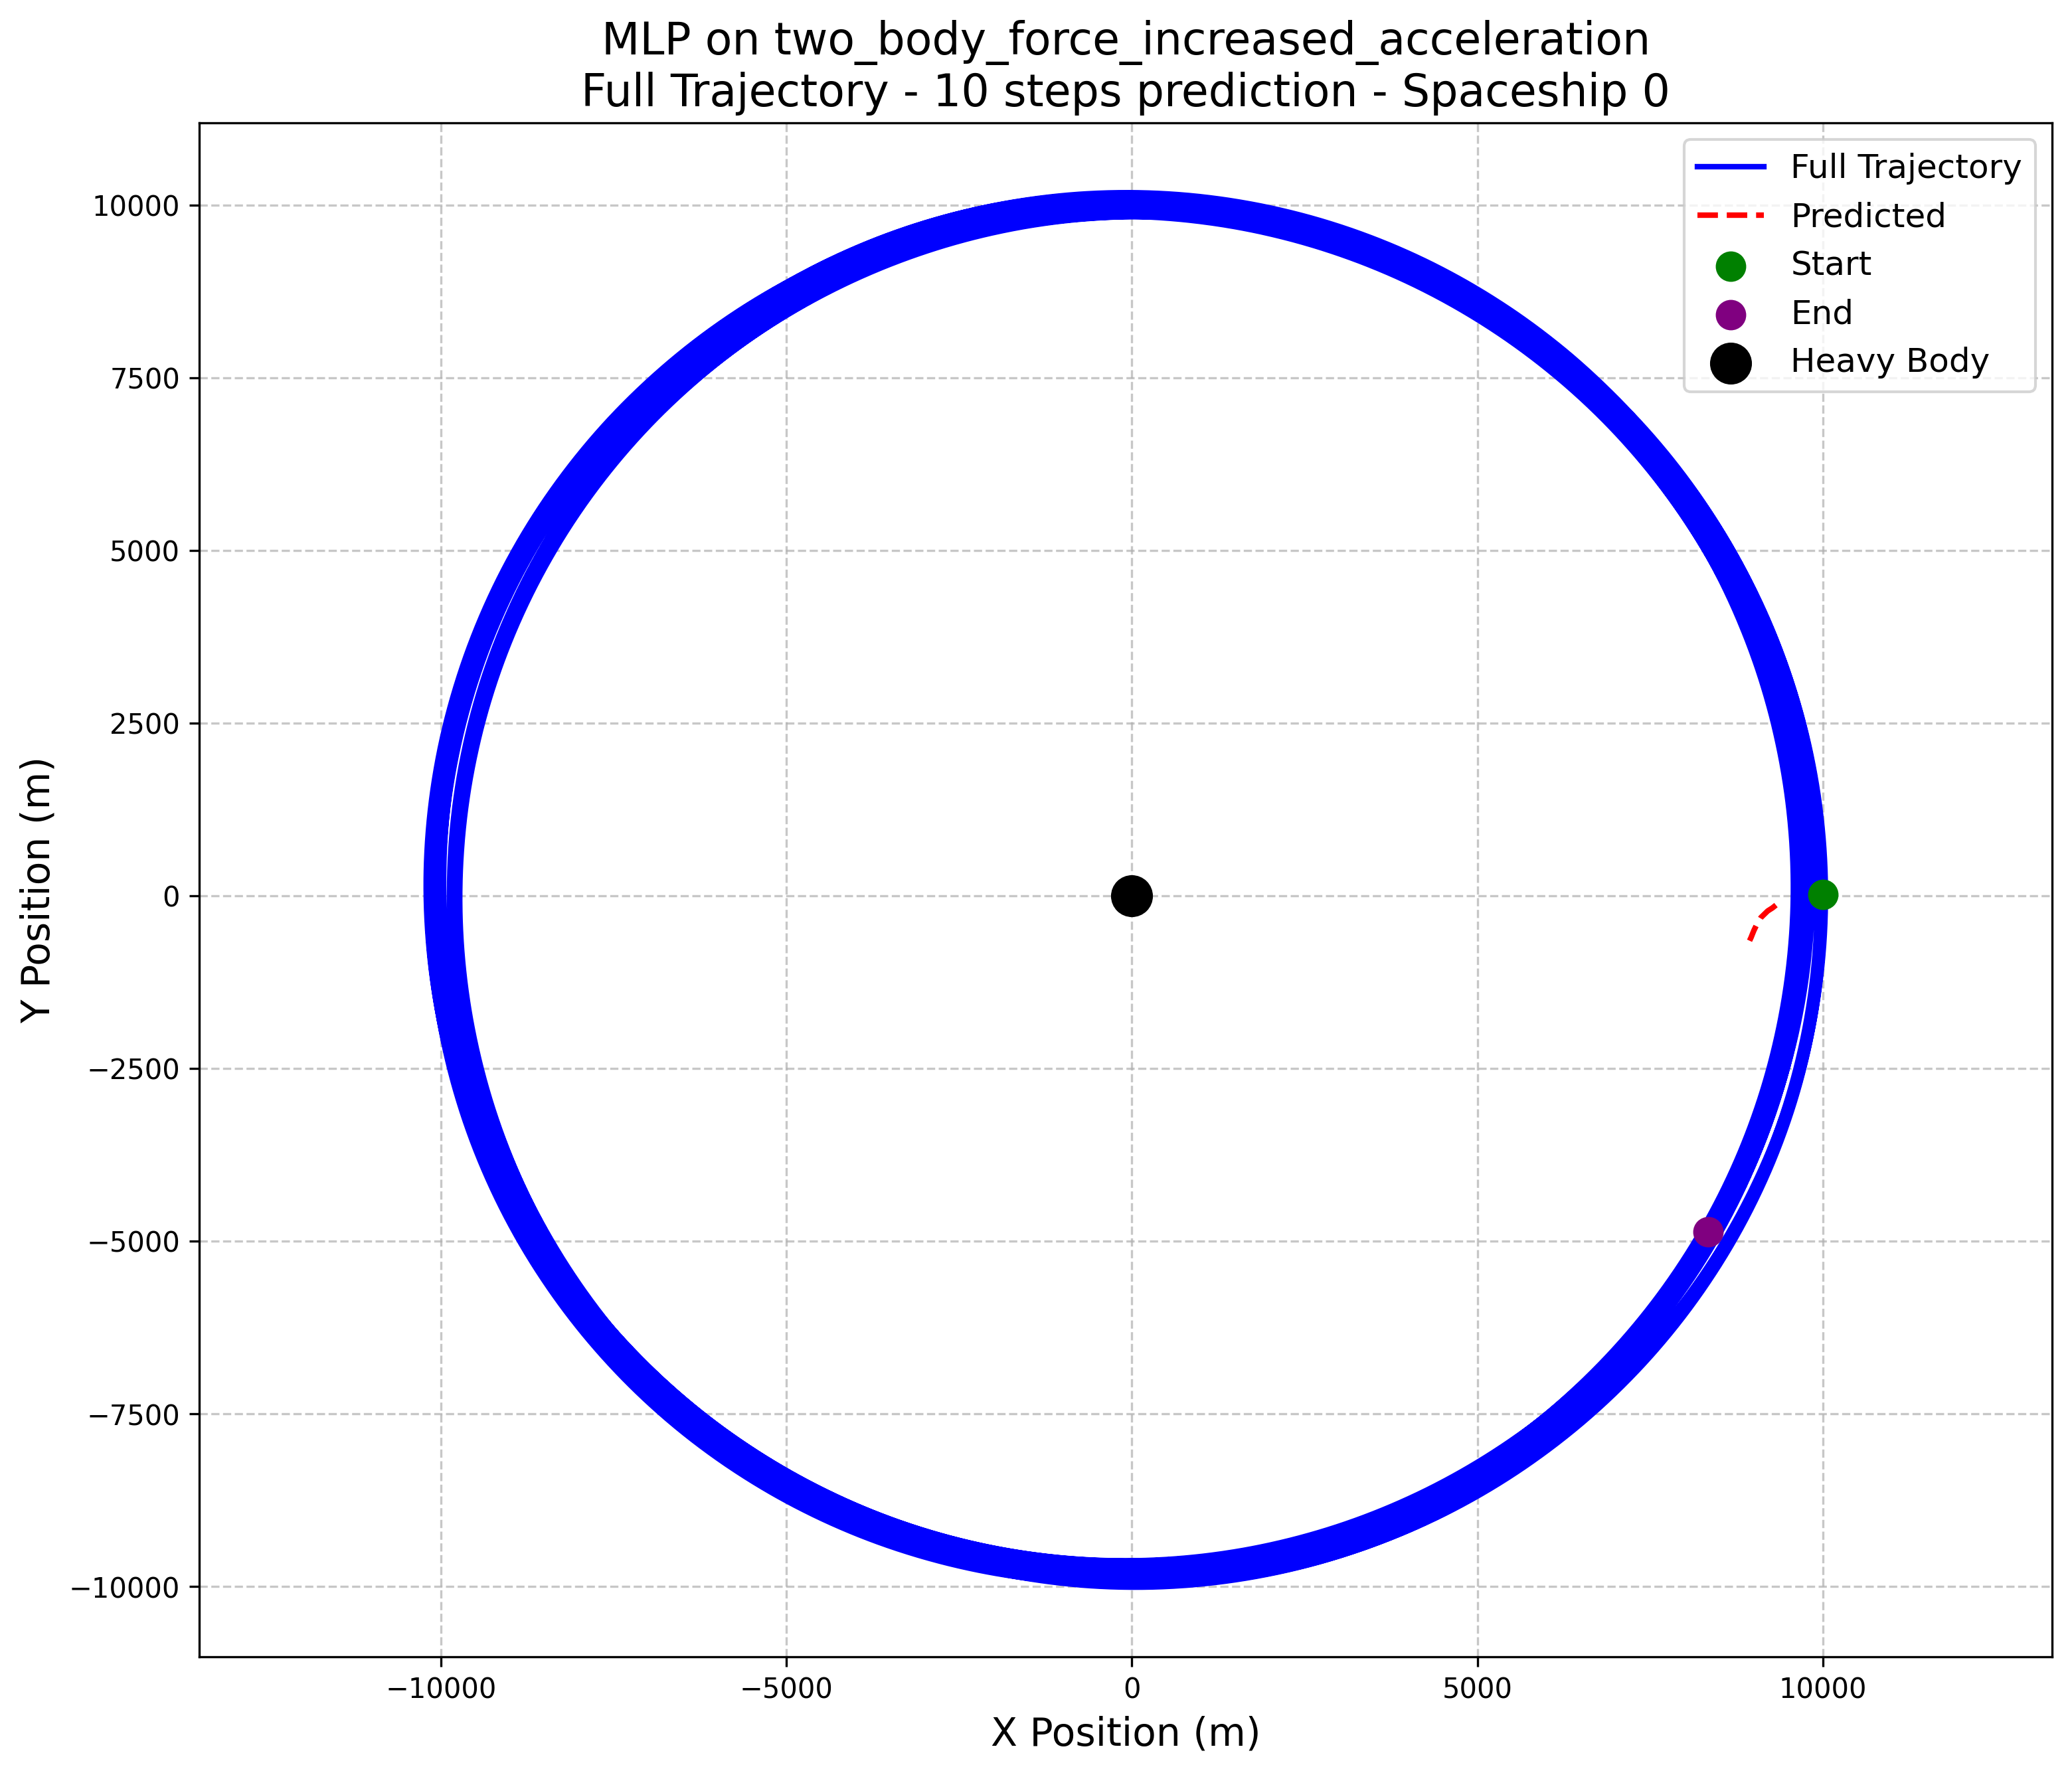 MLP on two_body_force_increased_acceleration
Full Trajectory - 10 steps prediction - Spaceship 0
Full Trajectory
Predicted
Start
End
Heavy Body
10000
7500
5000
2500
0
−2500
−5000
−7500
−10000
Y Position (m)
−10000
−5000
0
5000
10000
X Position (m)